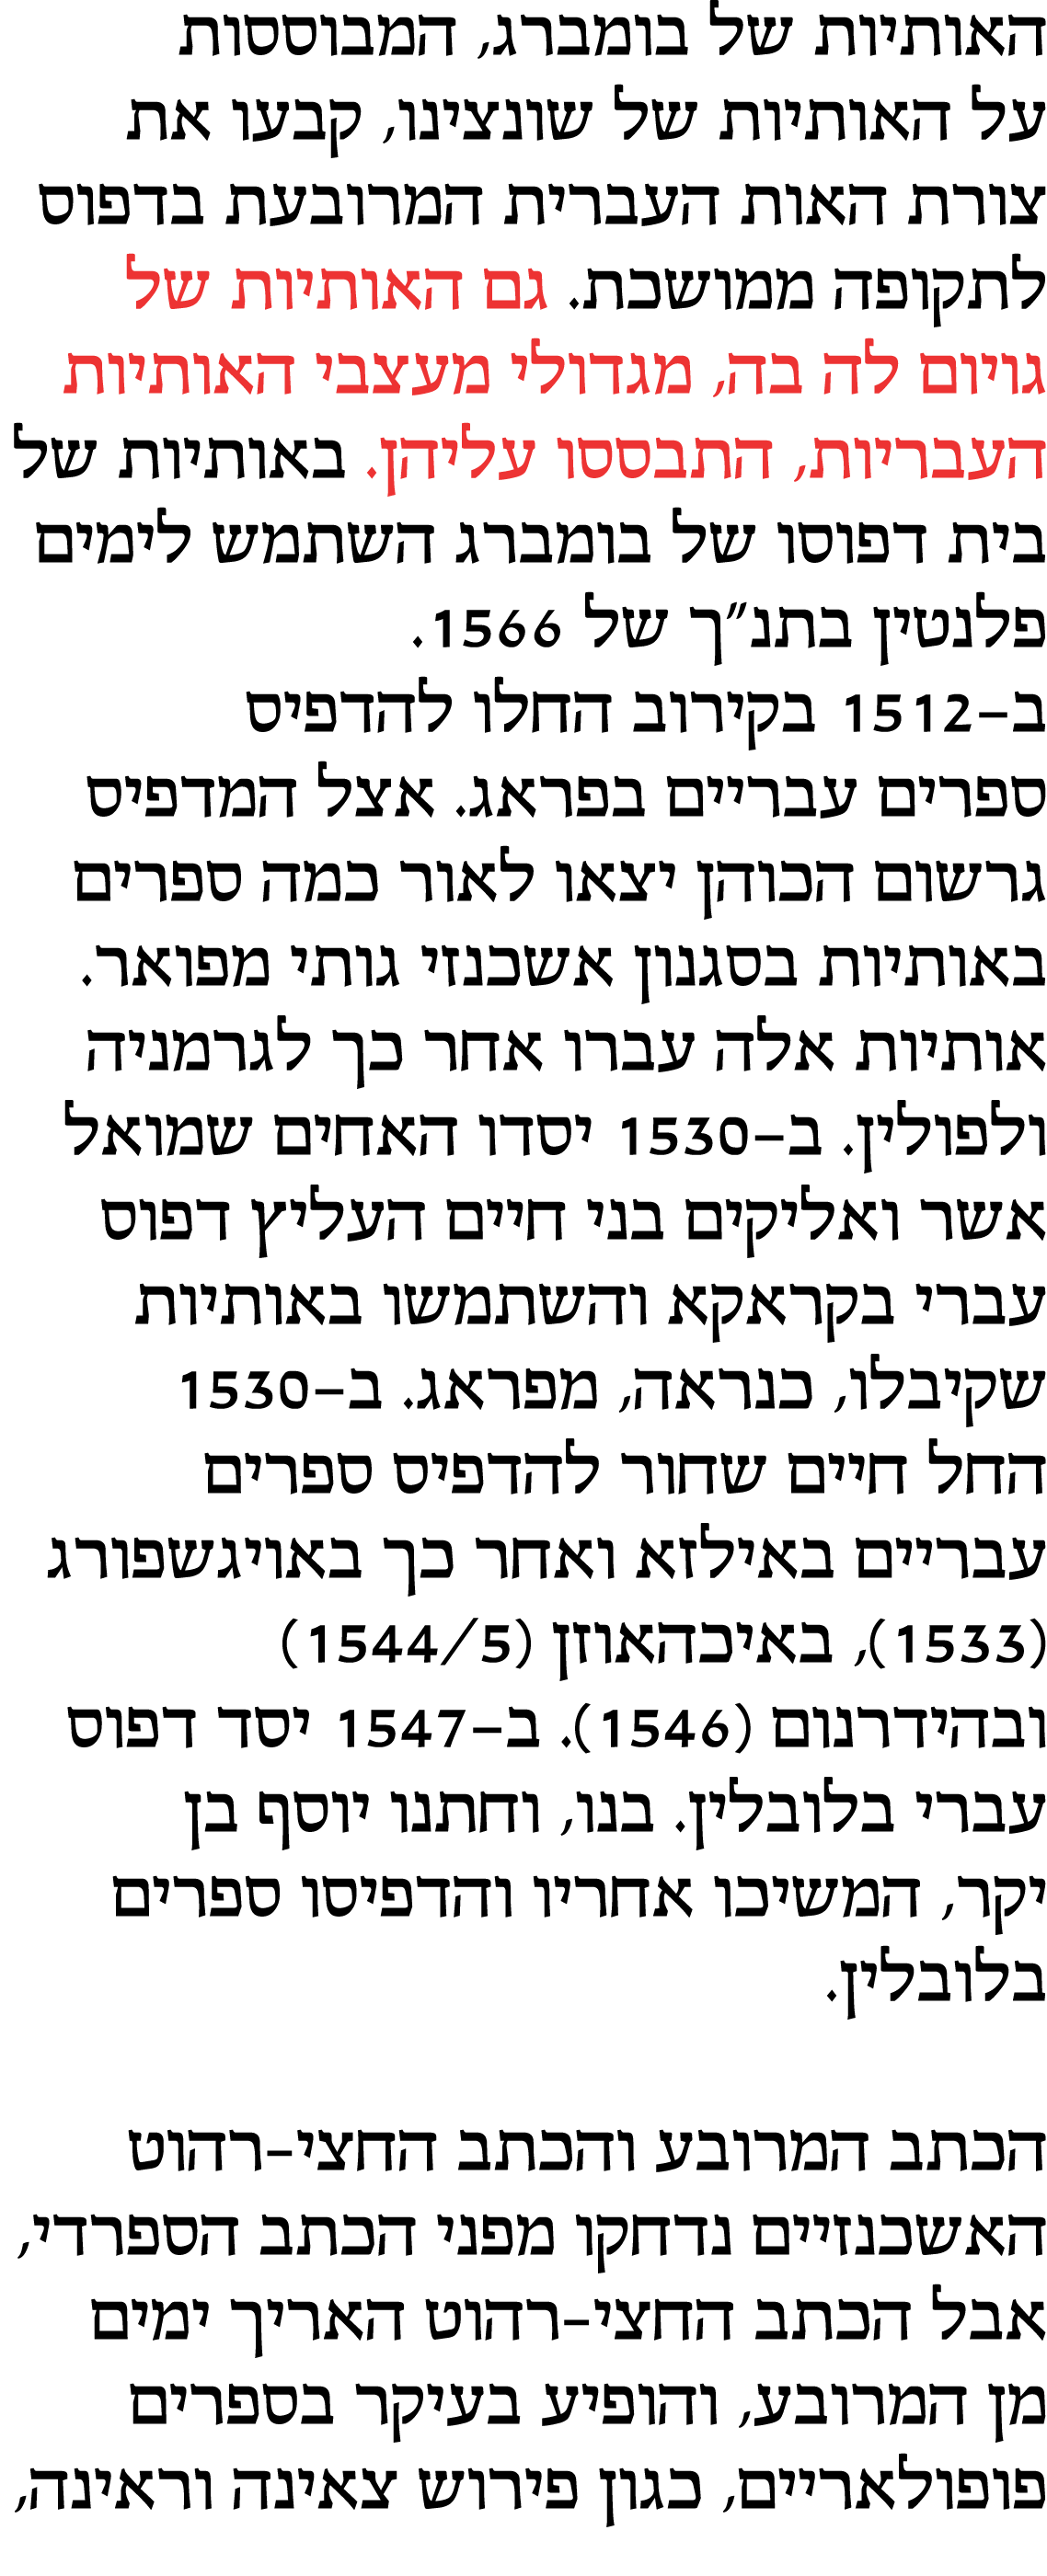 האותיות של בומברג, המבוססות
על האותיות של שונצינו, קבעו את
צורת האות העברית המרובעת בדפוס
לתקופה ממושכת. גם האותיות של
גויום לה בה, מגדולי מעצבי האותיות
העבריות, התבססו עליהן. באותיות של
בית דפוסו של בומברג השתמש לימים
פלנטין בתנ״ך של 1566.
ב–1512 בקירוב החלו להדפיס
ספרים עבריים בפראג. אצל המדפיס
גרשום הכוהן יצאו לאור כמה ספרים
באותיות בסגנון אשכנזי גותי מפואר.
אותיות אלה עברו אחר כך לגרמניה
ולפולין. ב–1530 יסדו האחים שמואל
אשר ואליקים בני חיים העליץ דפוס
עברי בקראקא והשתמשו באותיות
שקיבלו, כנראה, מפראג. ב–1530
החל חיים שחור להדפיס ספרים
עבריים באילזא ואחר כך באויגשפורג
(1533), באיכהאוזן (1544/5)
ובהידרנום (1546). ב–1547 יסד דפוס
עברי בלובלין. בנו, וחתנו יוסף בן
יקר, המשיכו אחריו והדפיסו ספרים
בלובלין.

הכתב המרובע והכתב החצי–רהוט
האשכנזיים נדחקו מפני הכתב הספרדי,
אבל הכתב החצי–רהוט האריך ימים
מן המרובע, והופיע בעיקר בספרים
פופולאריים, כגון פירוש צאינה וראינה,